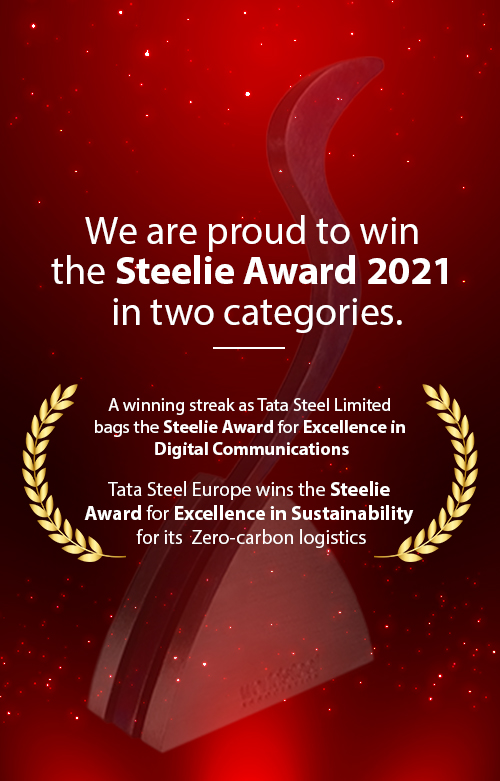 We are proud to win
the Steelie Award 2021
in two categories.
A winning streak as Tata Steel Limited
bags the Steelie Award for Excellence in
Digital Communications
Tata Steel Europe wins the Steelie
Award for Excellence in Sustainability
for its Zero-carbon logistics